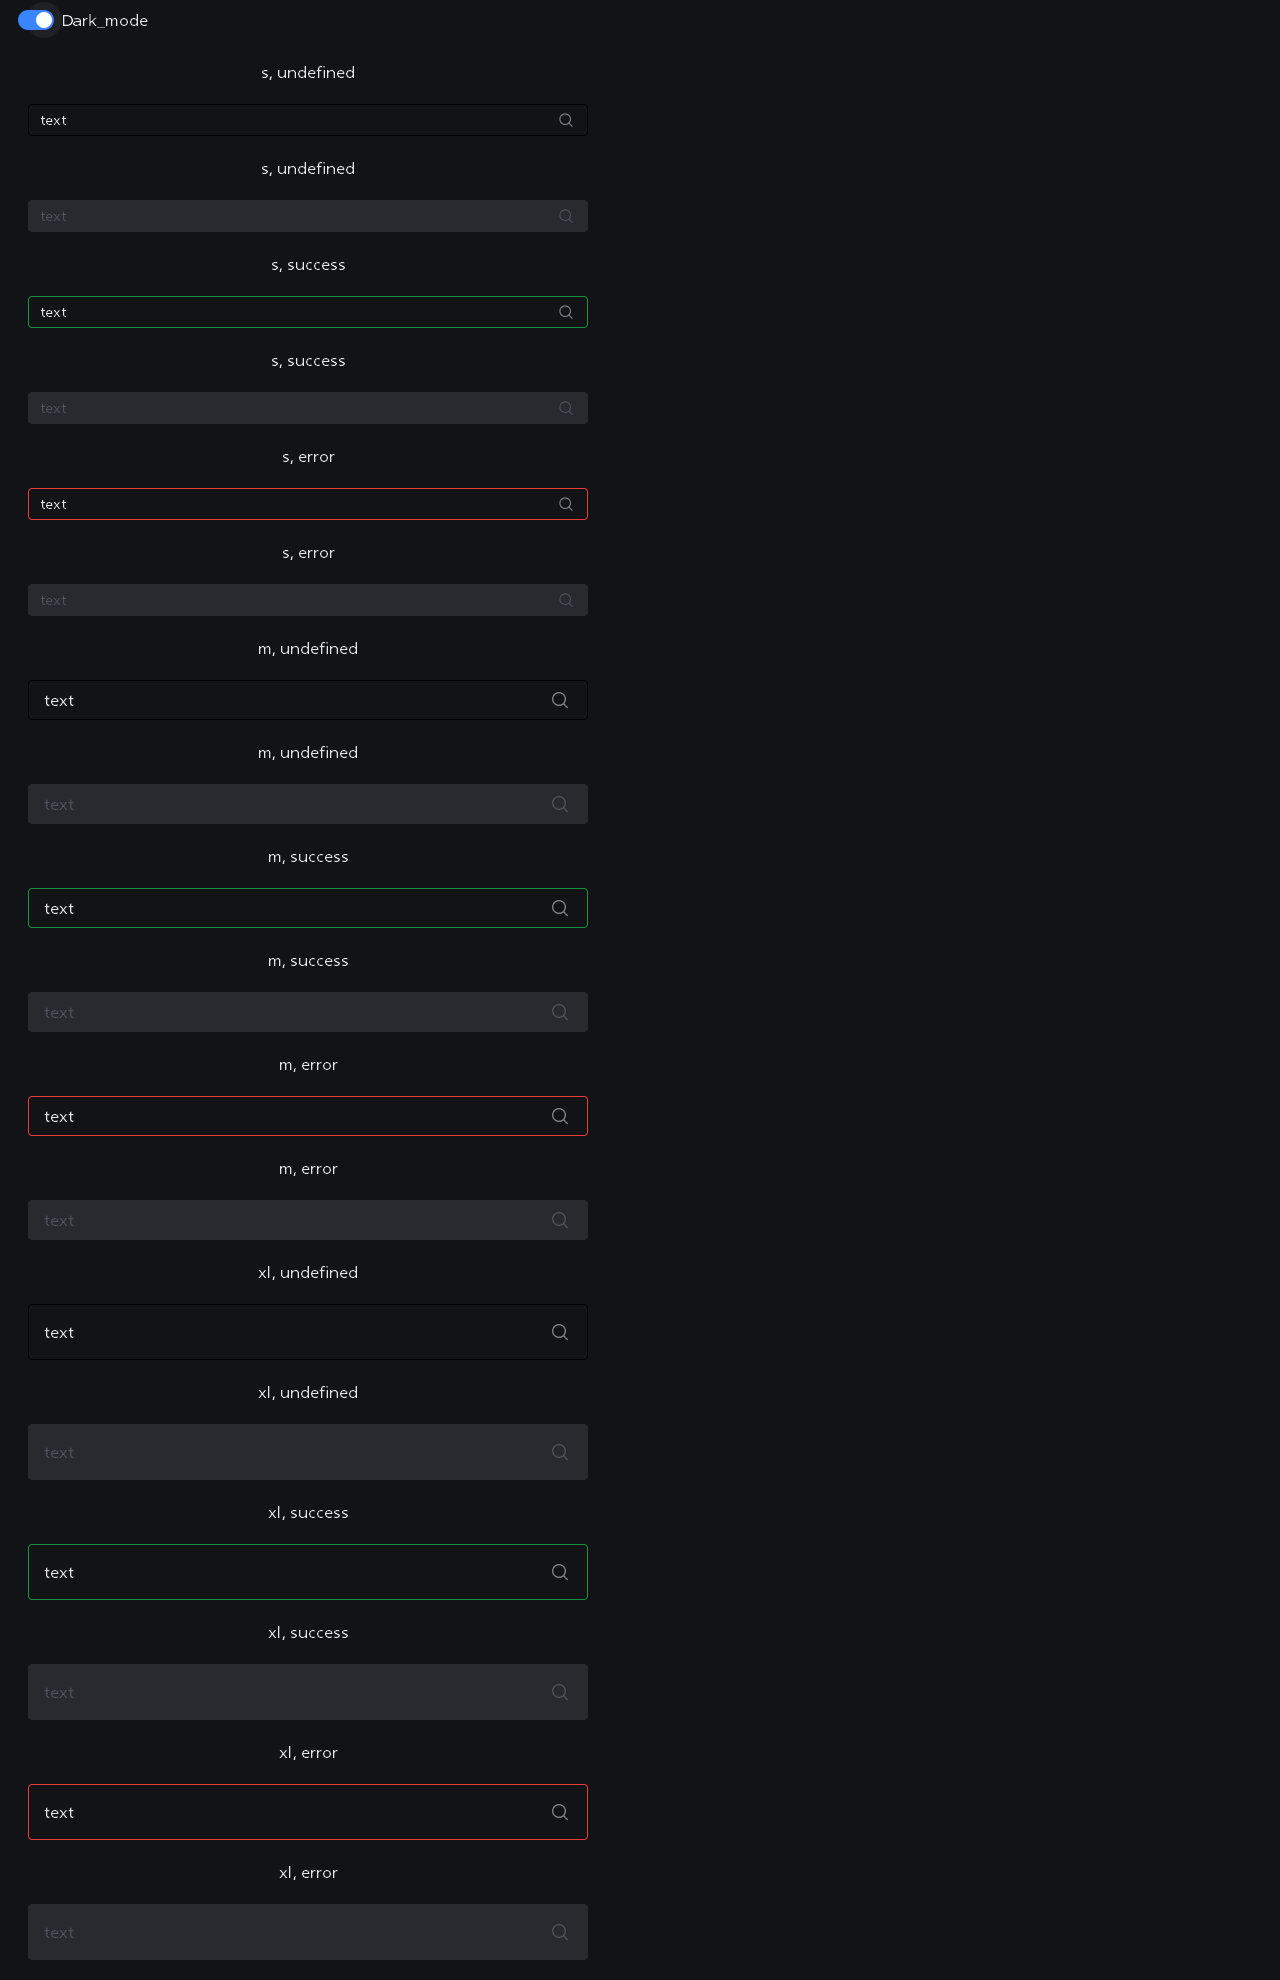 Dark_mode
s, undefined
text
s, undefined
text
s, success
text
s, success
text
s, error
text
s, error
text
m, undefined
text
m, undefined
text
m, success
text
m, success
text
m, error
text
m, error
text
xl, undefined
text
xl, undefined
text
xl, success
text
xl, success
text
xl, error
text
xl, error
text